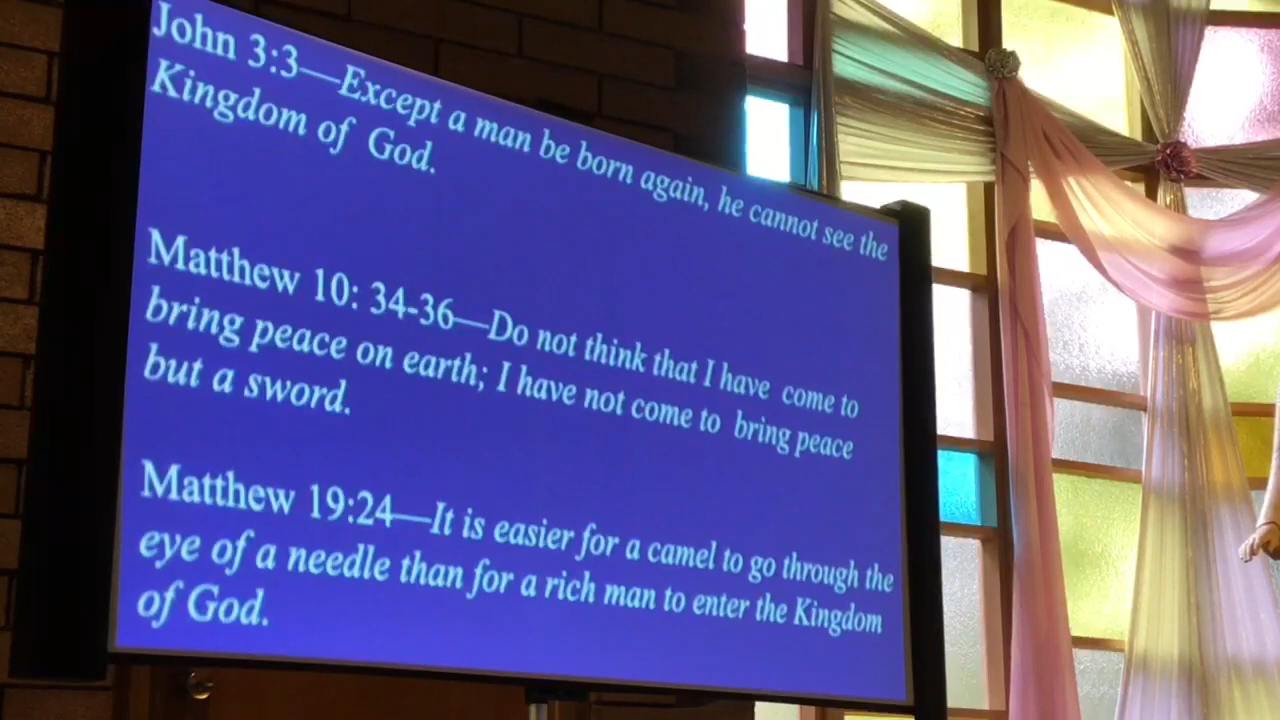 John 3:3—Except a man be born again, he cannot see the
Kingdom of God.
Matthew 10: 34-36—Do not think that I have come to
bring peace on earth; I have not come to bring peace
but a sword.
Matthew 19:24—It is easier for a camel to go through the
eye of a needle than for a rich man to enter the Kingdom
of God.